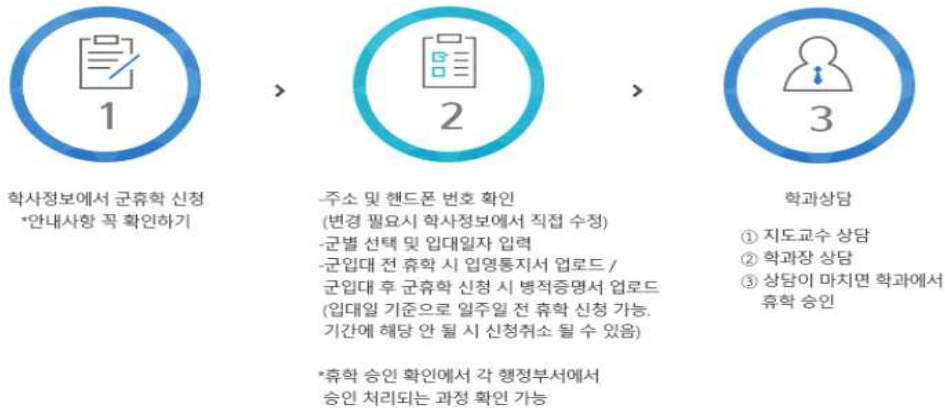 1
학사정보에서 군휴학 신청
*안내사항 꼭 확인하기
>
2
-주소 및 핸드폰 번호 확인
(변경 필요시 학사정보에서 직접 수정)
-군별 선택 및 입대일자 입력
-군입대 전 휴학 시 입영통지서 업로드 /
군입대 후 군휴학 신청 시 병적증명서 업로드
(입대일 기준으로 일주일 전 휴학 신청 가능.
기간에 해당 안 될 시 신청취소 될 수 있음)
*휴학 승인 확인에서 각 행정부서에서
승인 처리되는 과정 확인 가능
>
3
학과상담
① 지도교수 상담
② 학과장 상담
③ 상담이 마치면 학과에서
휴학 승인